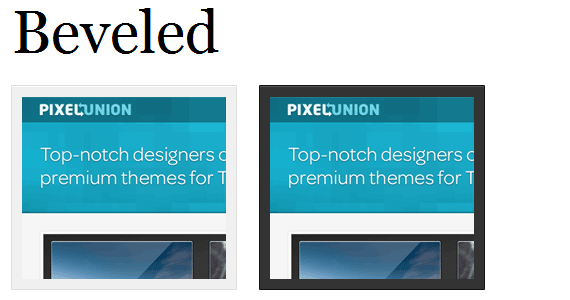 Beveled
PIXELUNION
Top-notch designers
premium themes for
PIXELUNION
Top-notch designers
premium themes for